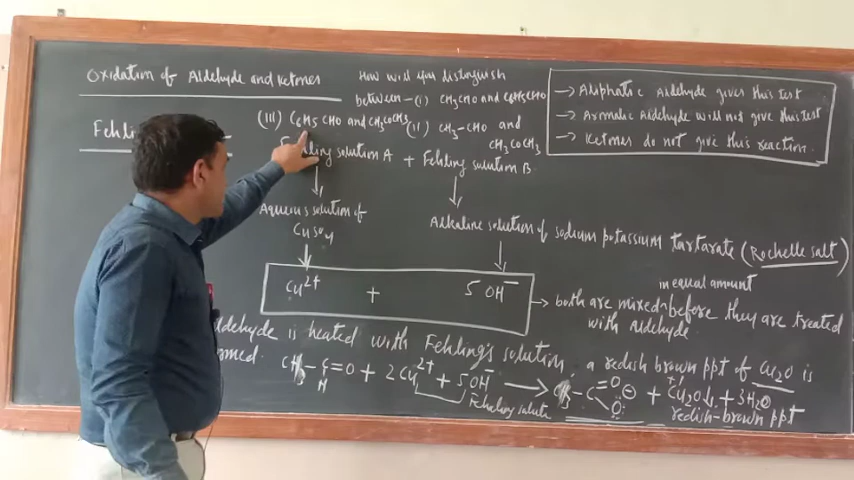 Oxidation of Aldehyde and ketones
How will you distinguish
between - (i) CH3CHO and C6H5CHO
(III) C6H5 CHO and CH3COCH3 (ii) CH3-CHO and
CH3COCH3
→ Aliphatic Aldehyde gives this test
→ Aromatic Aldehyde will not give this test
→ Ketones do not give this reaction.
Fehling solution A + Fehling solution B
Aqueous solution of
CuSO4
Alkaline solution of sodium potassium tartarate (Rochelle salt)
Cu2+ + 5 OH-
→ both are mixed in equal amount before they are treated
with Aldehyde
is heated with Fehling's solution, a redish brown ppt of Cu2O is
CH3-C=O + 2Cu2+ + 5OH- → CH3-C O O- + Cu2O↓ + 3H2O
H
+1
Fehling solution
redish-brown ppt